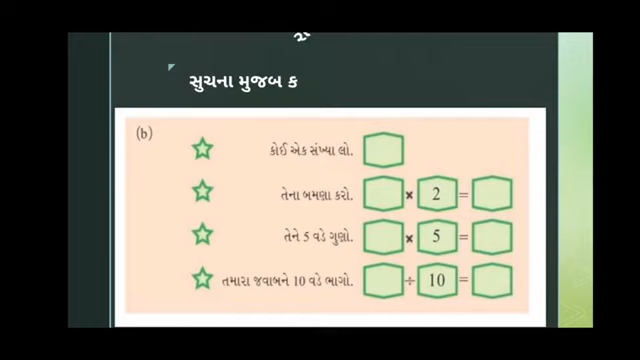 સુચના મુજબ ક
(b)
કોઈ એક સંખ્યા લો.
તેના બમણા કરો. × 2 =
તેને 5 વડે ગુણો. × 5 =
તમારા જવાબને 10 વડે ભાગો. ÷ 10 =